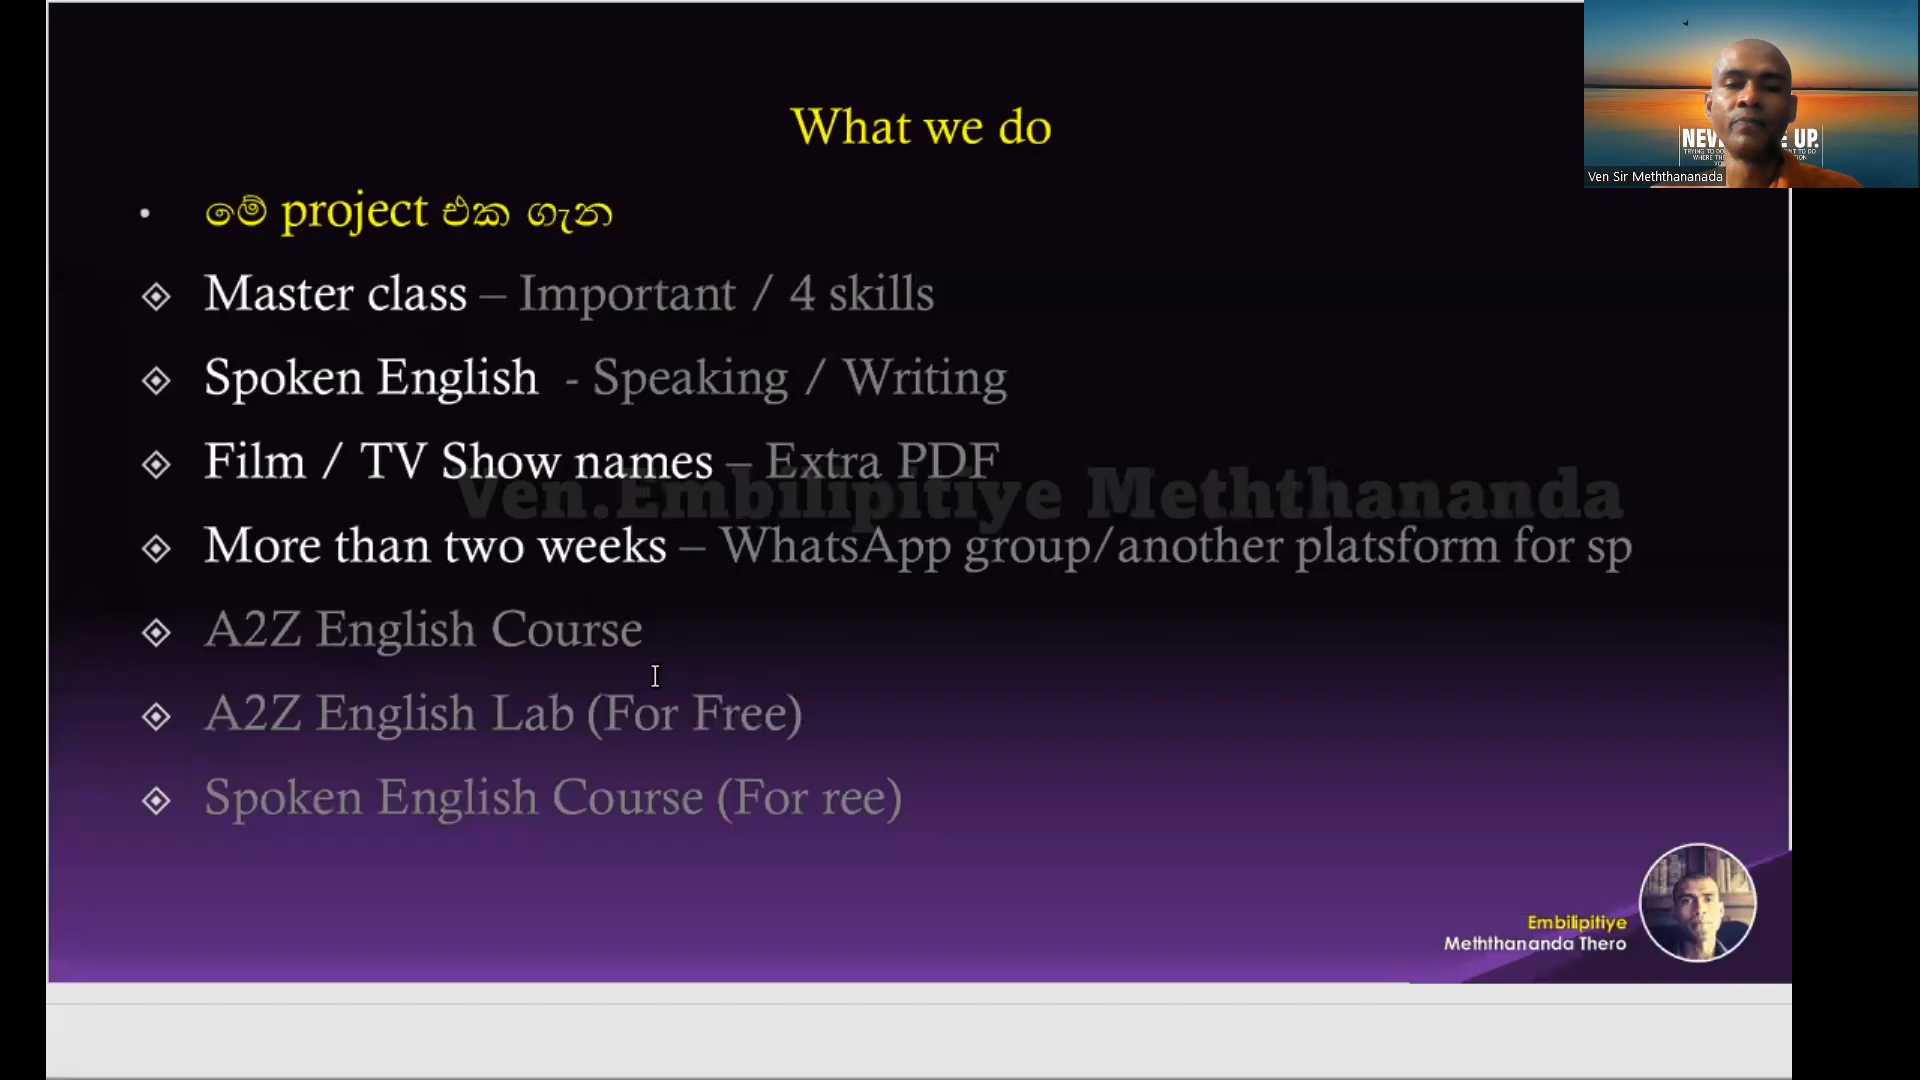 What we do
• මේ project එක ගැන
Master class – Important / 4 skills
Spoken English - Speaking / Writing
Film / TV Show names – Extra PDF
Ven.Embilipitiye Meththananda
More than two weeks – WhatsApp group/another platsform for sp
A2Z English Course
A2Z English Lab (For Free)
Spoken English Course (For ree)
Embilipitiye
Meththananda Thero
UP.
Ven Sir Meththananada